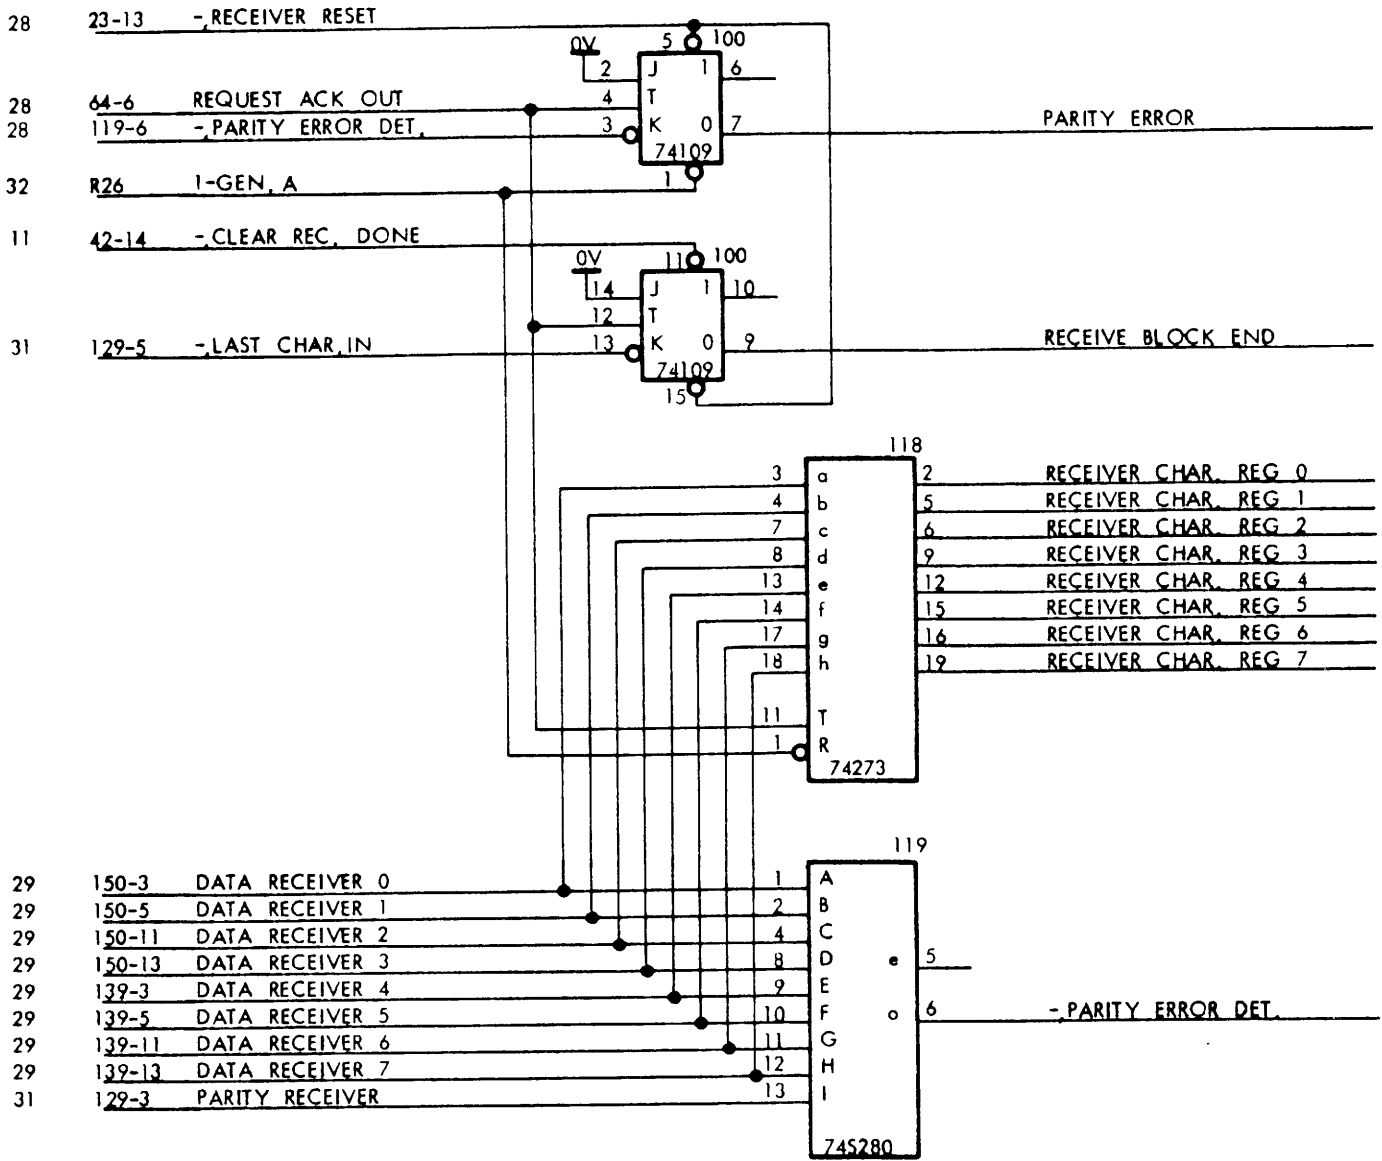 28 23-13 -,RECEIVER RESET
5 100
0V
2 J 1 6
28 64-6 REQUEST ACK OUT 4 T
28 119-6 -,PARITY ERROR DET. 3 K 0 7 PARITY ERROR
74109
32 R26 1-GEN, A 1
11 42-14 -,CLEAR REC. DONE
11 100
0V
14 J 1 10
12 T
31 129-5 -,LAST CHAR.IN 13 K 0 9 RECEIVE BLOCK END
74109
15
118
3 a 2 RECEIVER CHAR. REG 0
4 b 5 RECEIVER CHAR. REG 1
7 c 6 RECEIVER CHAR. REG 2
8 d 9 RECEIVER CHAR. REG 3
13 e 12 RECEIVER CHAR. REG 4
14 f 15 RECEIVER CHAR. REG 5
17 g 16 RECEIVER CHAR. REG 6
18 h 19 RECEIVER CHAR. REG 7
11 T
1 R
74273
119
29 150-3 DATA RECEIVER 0 1 A
29 150-5 DATA RECEIVER 1 2 B
29 150-11 DATA RECEIVER 2 4 C
29 150-13 DATA RECEIVER 3 8 D e 5
29 139-3 DATA RECEIVER 4 9 E
29 139-5 DATA RECEIVER 5 10 F o 6 -,PARITY ERROR DET.
29 139-11 DATA RECEIVER 6 11 G
29 139-13 DATA RECEIVER 7 12 H
31 129-3 PARITY RECEIVER 13 I
74S280